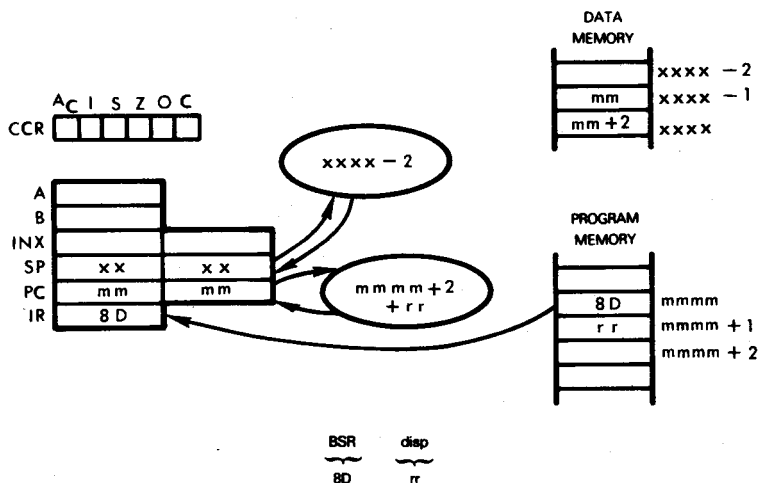 DATA
MEMORY
xxxx - 2
mm xxxx - 1
mm + 2 xxxx
AC I S Z O C
CCR
xxxx - 2
A
B
INX
SP xx xx
PC mm mm
IR 8D
mmmm + 2
+ rr
PROGRAM
MEMORY
8D mmmm
rr mmmm + 1
mmmm + 2
BSR disp
8D rr